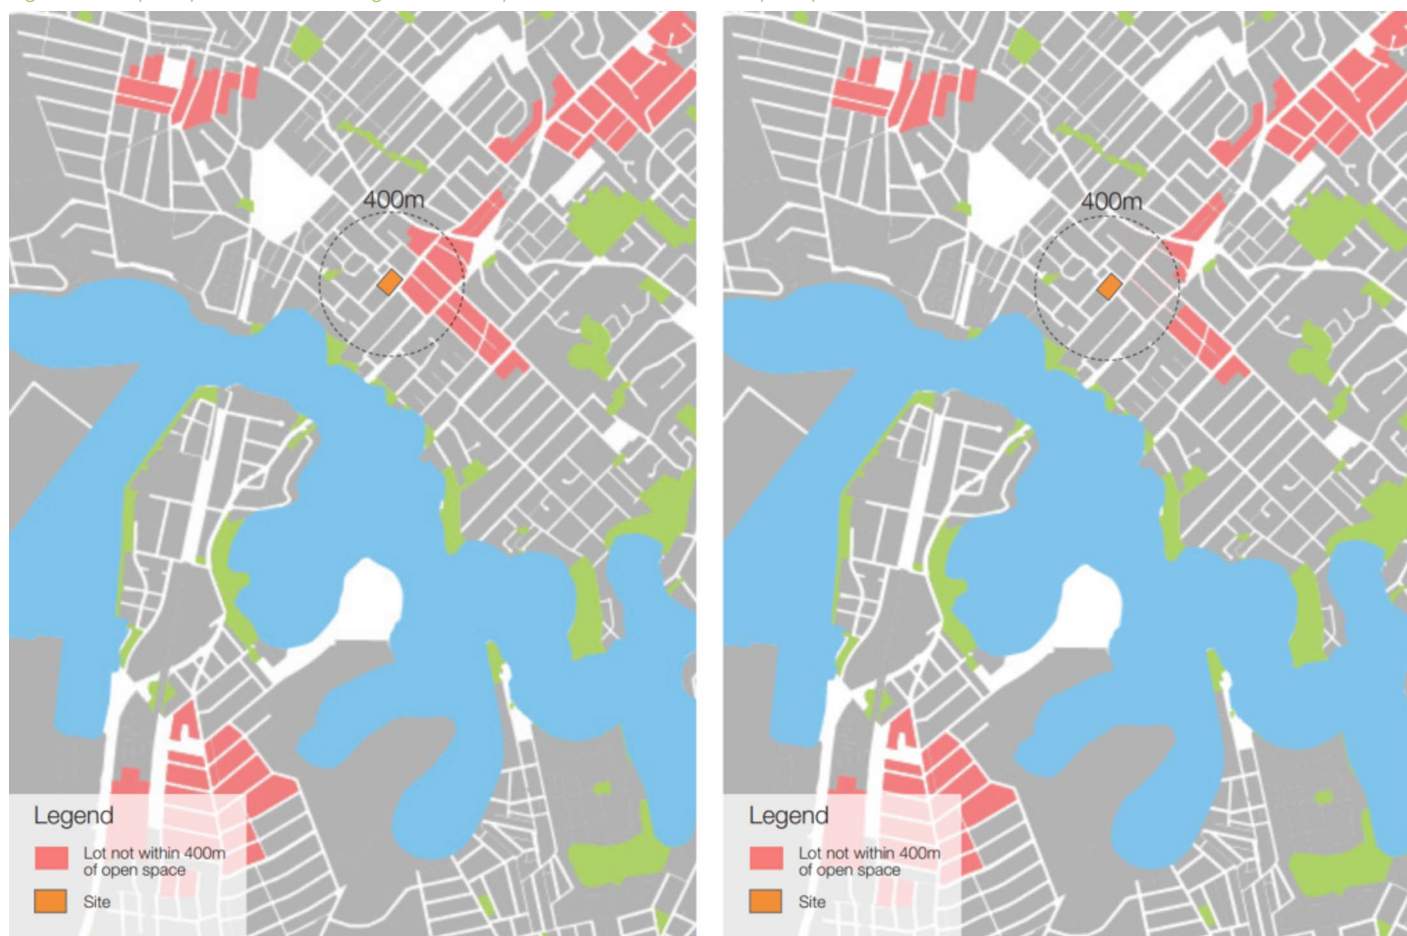 400m
Legend
Lot not within 400m
of open space
Site
400m
Legend
Lot not within 400m
of open space
Site